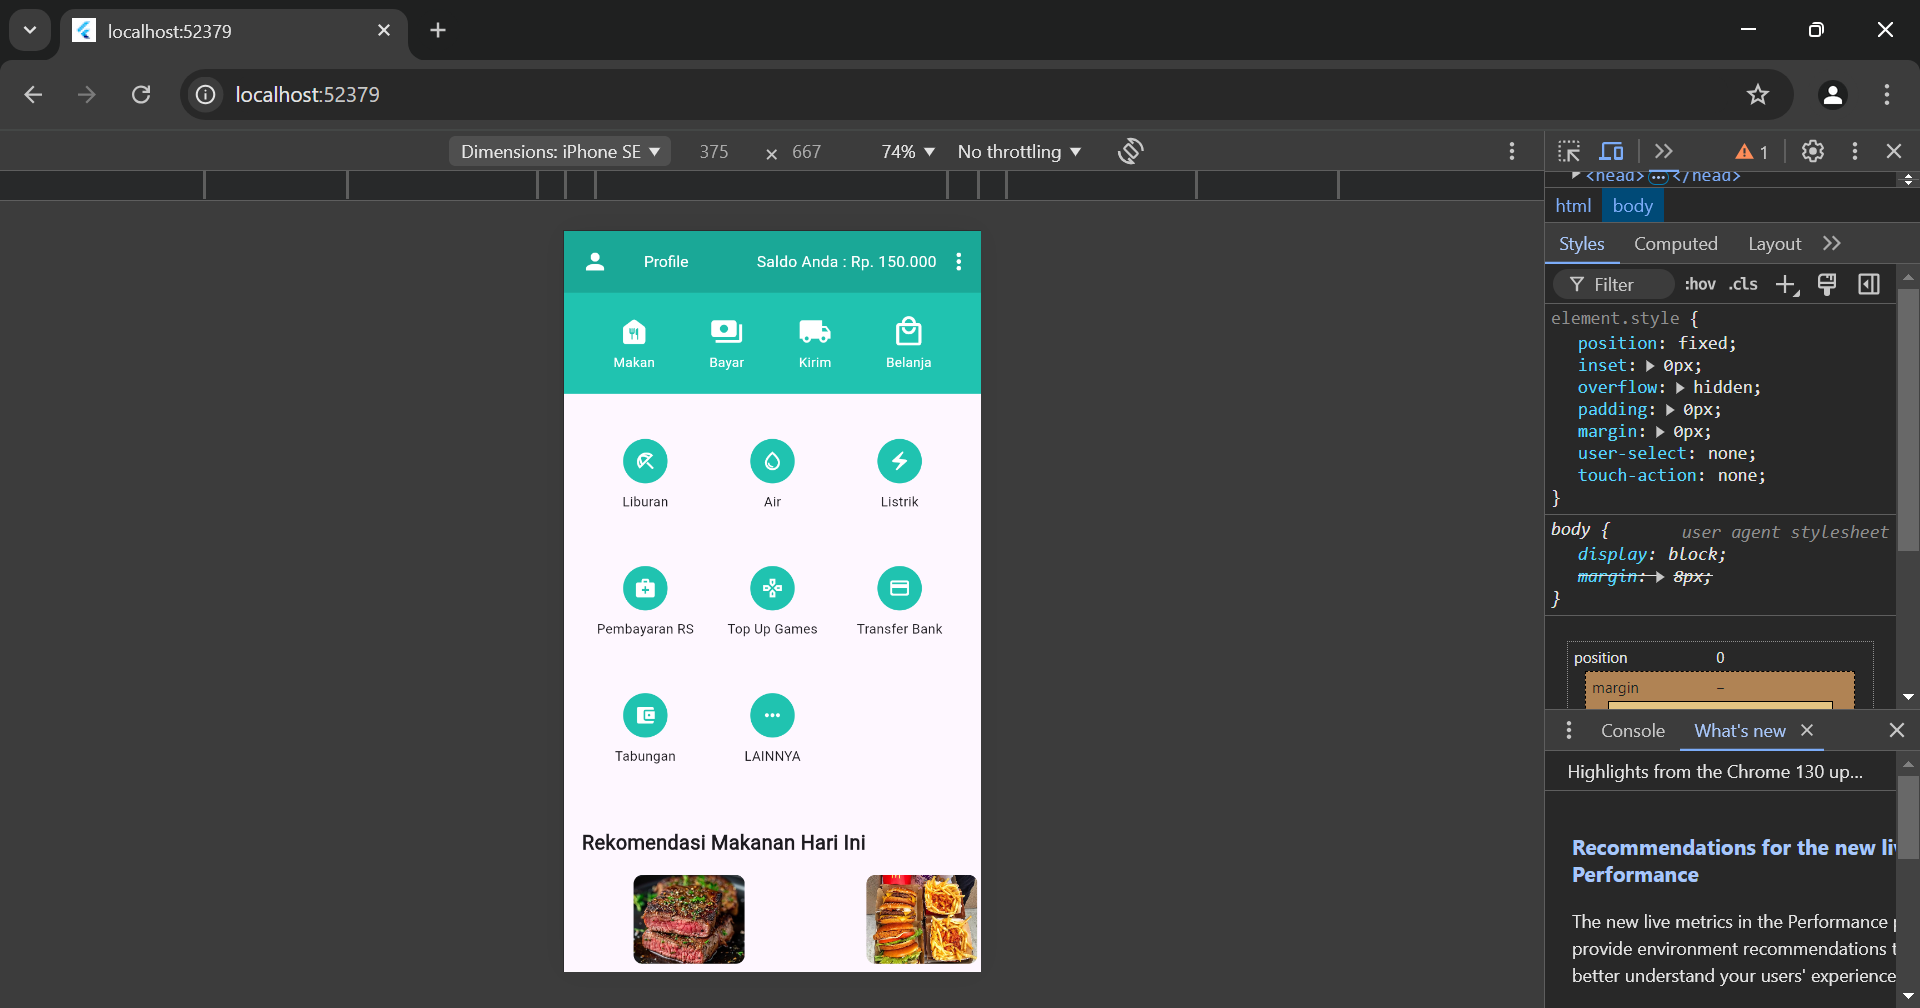 localhost:52379
localhost:52379
Dimensions: iPhone SE 375 × 667 74% No throttling
1
<head> </head>
html body
Styles Computed Layout
Filter :hov .cls
element.style {
position: fixed;
inset: 0px;
overflow: hidden;
padding: 0px;
margin: 0px;
user-select: none;
touch-action: none;
}
body { user agent stylesheet
display: block;
margin: 8px;
}
position 0
margin –
Console What's new
Highlights from the Chrome 130 up...
Recommendations for the new li
Performance
The new live metrics in the Performance
provide environment recommendations t
better understand your users' experience
Profile Saldo Anda : Rp. 150.000
Makan Bayar Kirim Belanja
Liburan Air Listrik
Pembayaran RS Top Up Games Transfer Bank
Tabungan LAINNYA
Rekomendasi Makanan Hari Ini